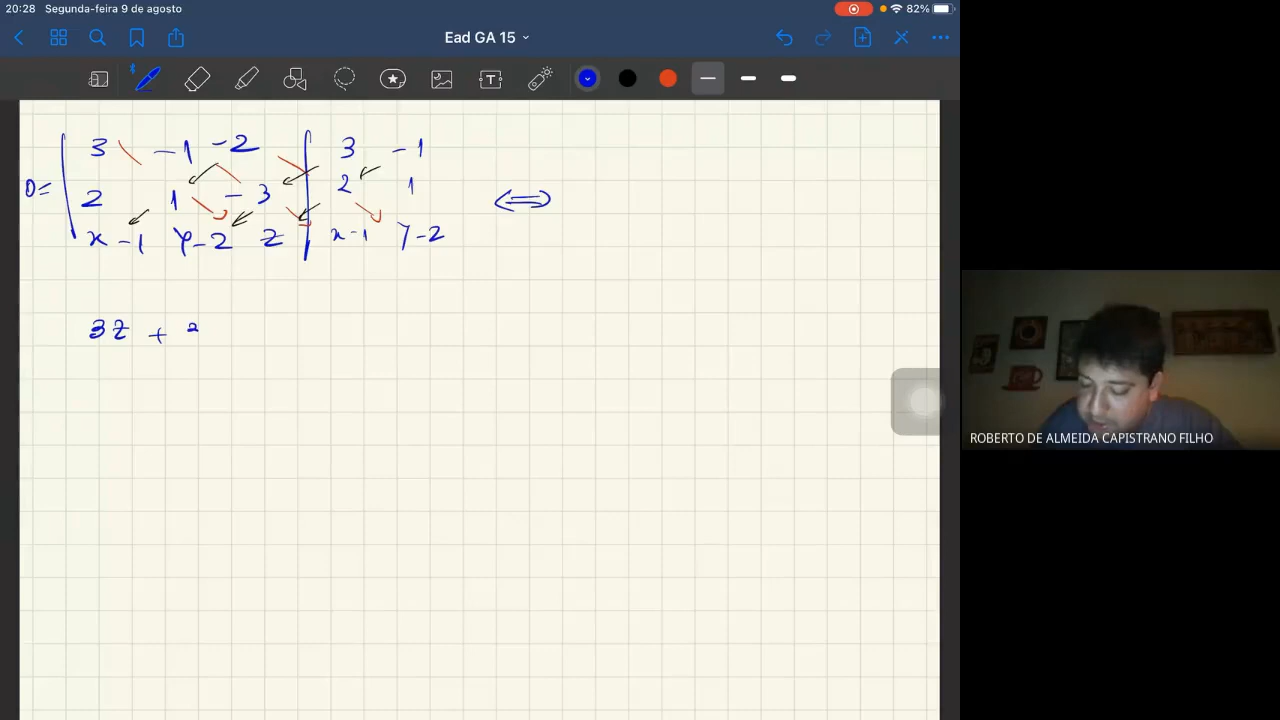 20:28 Segunda-feira 9 de agosto
82%
Ead GA 15
3 -1 -2 3 -1
0= 2 1 -3 2 1 ⇔
x-1 y-2 z x-1 y-2
3z +
ROBERTO DE ALMEIDA CAPISTRANO FILHO